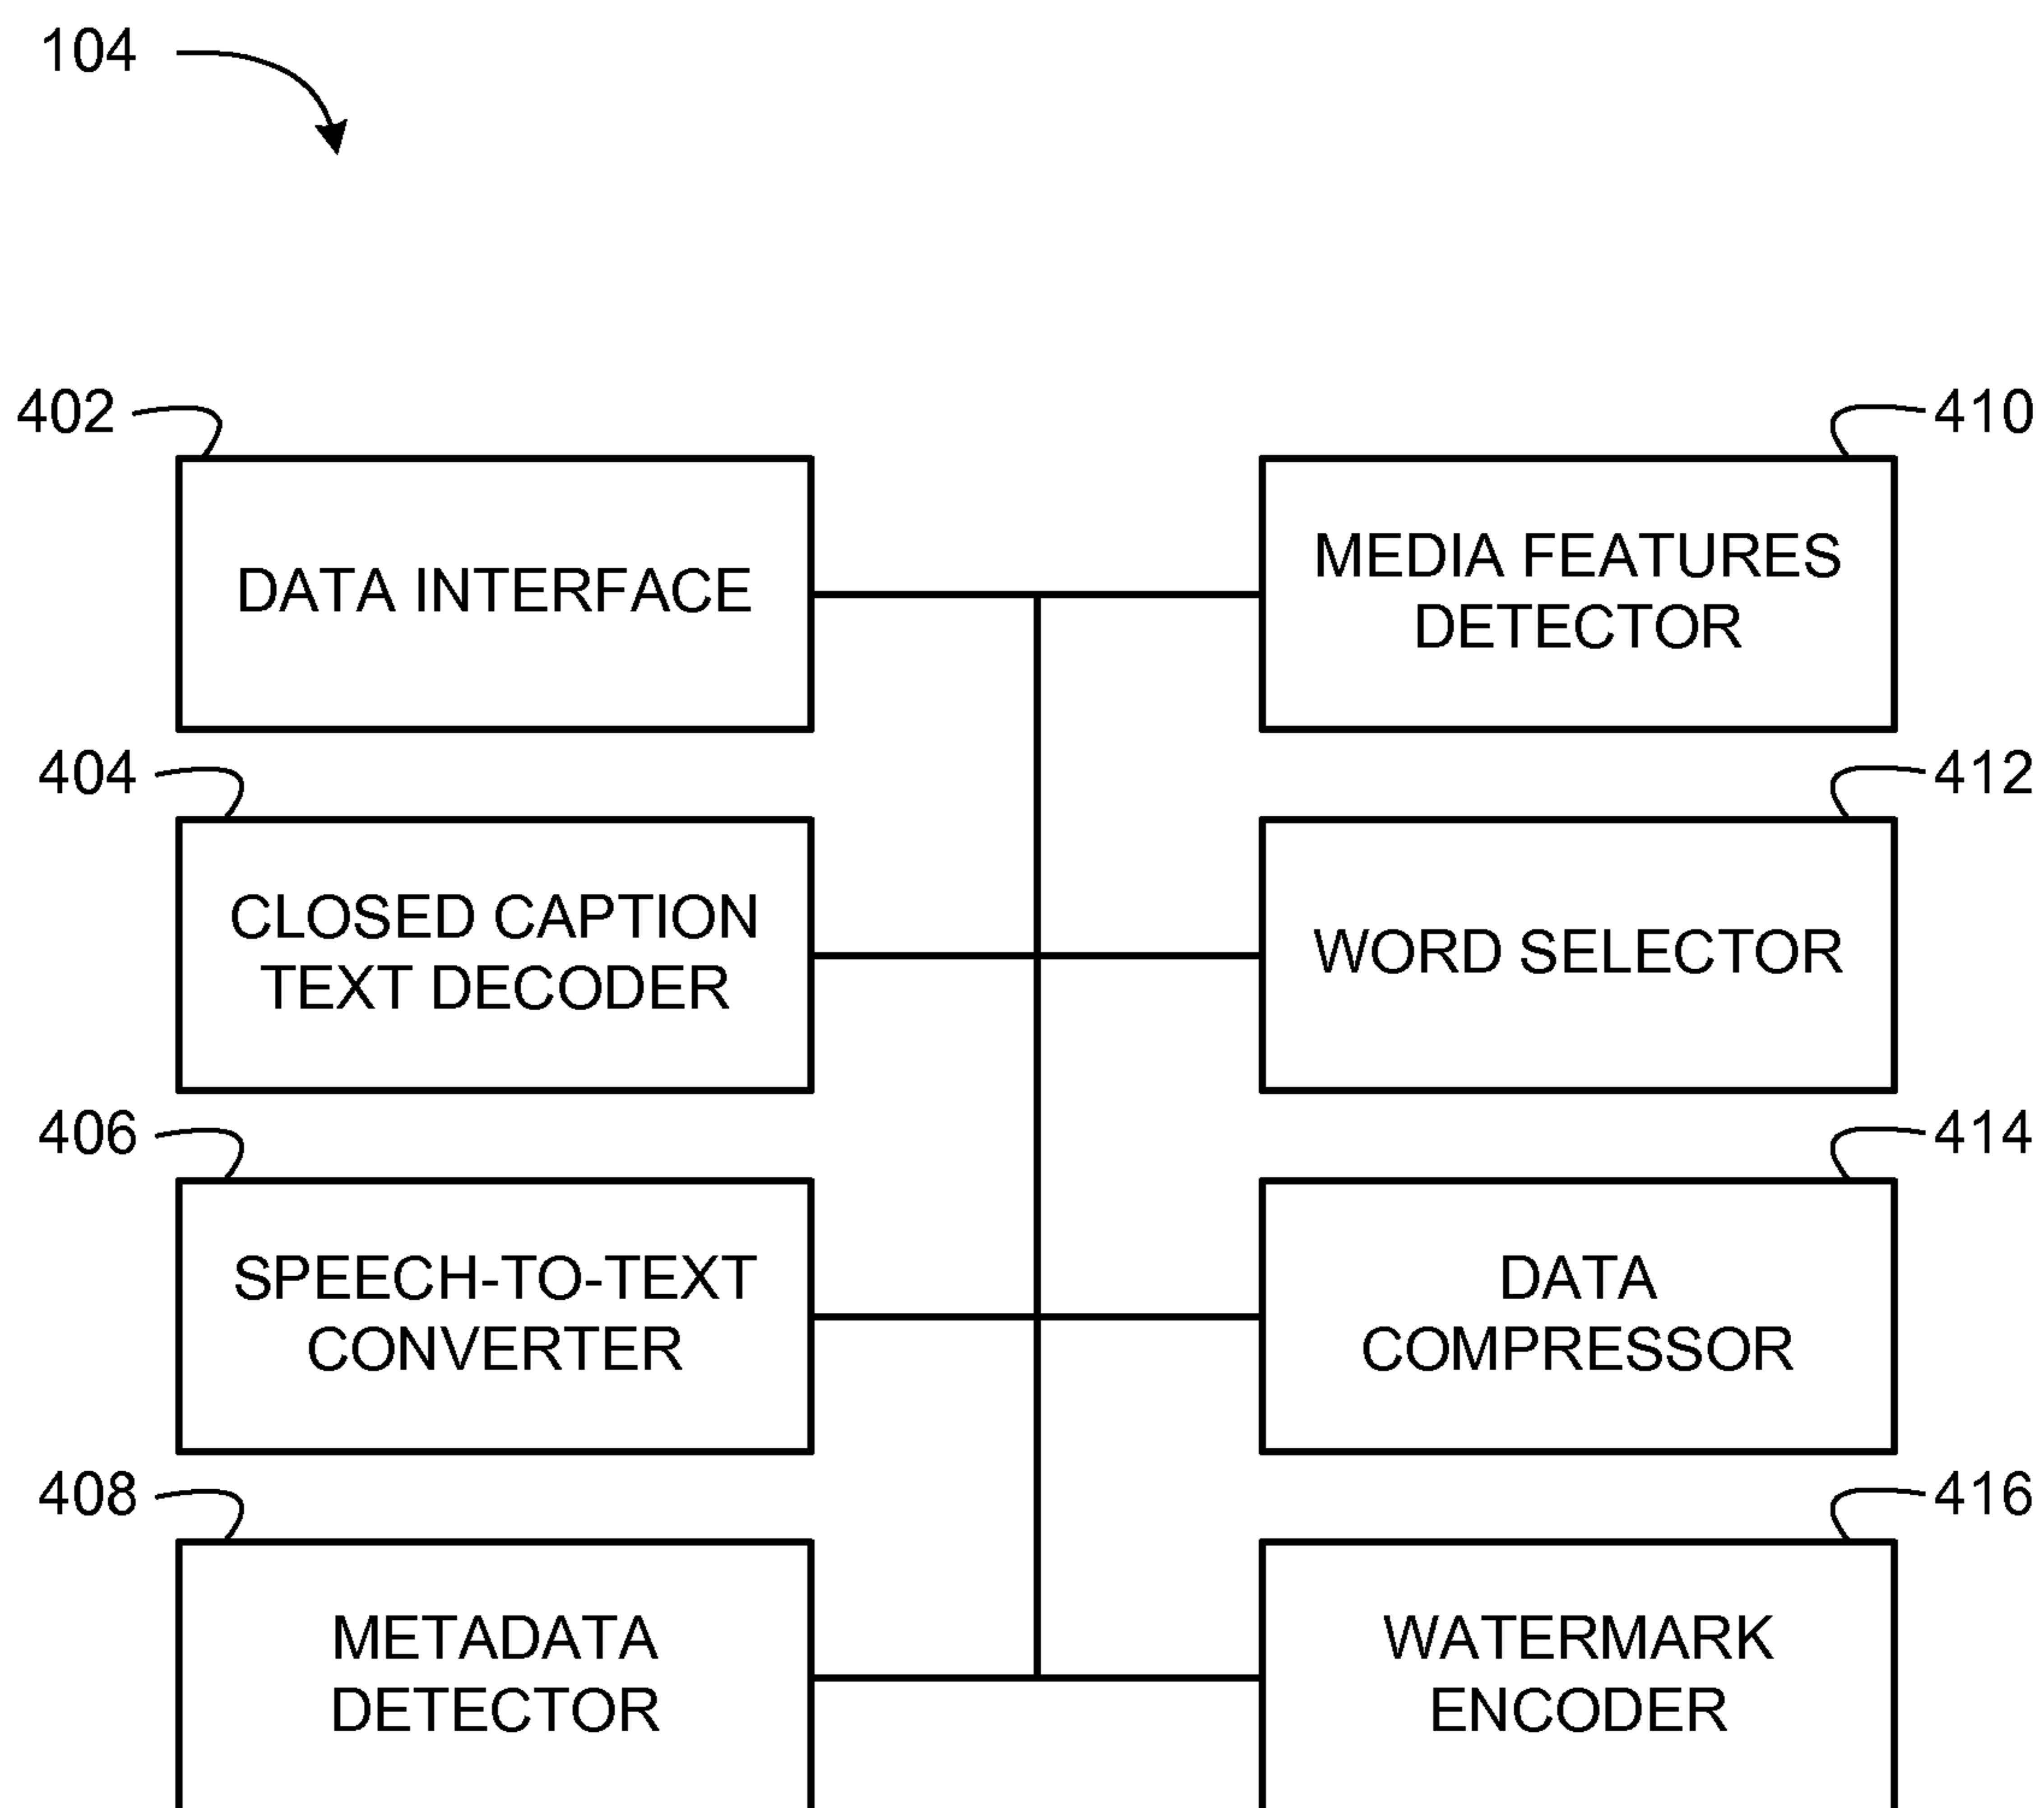 104
402
410
DATA INTERFACE
MEDIA FEATURES
DETECTOR
404
412
CLOSED CAPTION
TEXT DECODER
WORD SELECTOR
406
414
SPEECH-TO-TEXT
CONVERTER
DATA
COMPRESSOR
408
416
METADATA
DETECTOR
WATERMARK
ENCODER